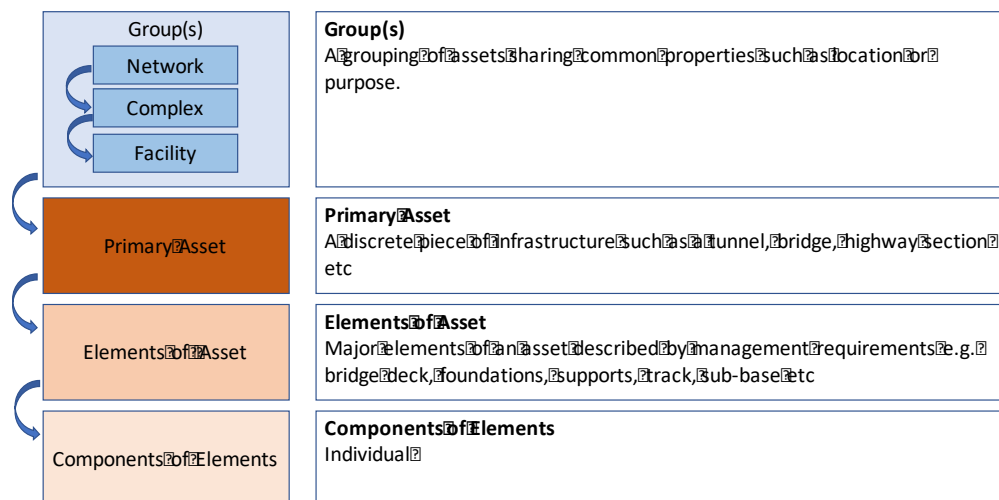 Group(s)
Network
Complex
Facility
Group(s)
A grouping of assets sharing common properties such as location or
purpose.
Primary Asset
Primary Asset
A discrete piece of infrastructure such as a tunnel, bridge, highway section
etc
Elements of Asset
Elements of Asset
Major elements of an asset described by management requirements e.g.
bridge deck, foundations, supports, track, sub-base etc
Components of Elements
Components of Elements
Individual